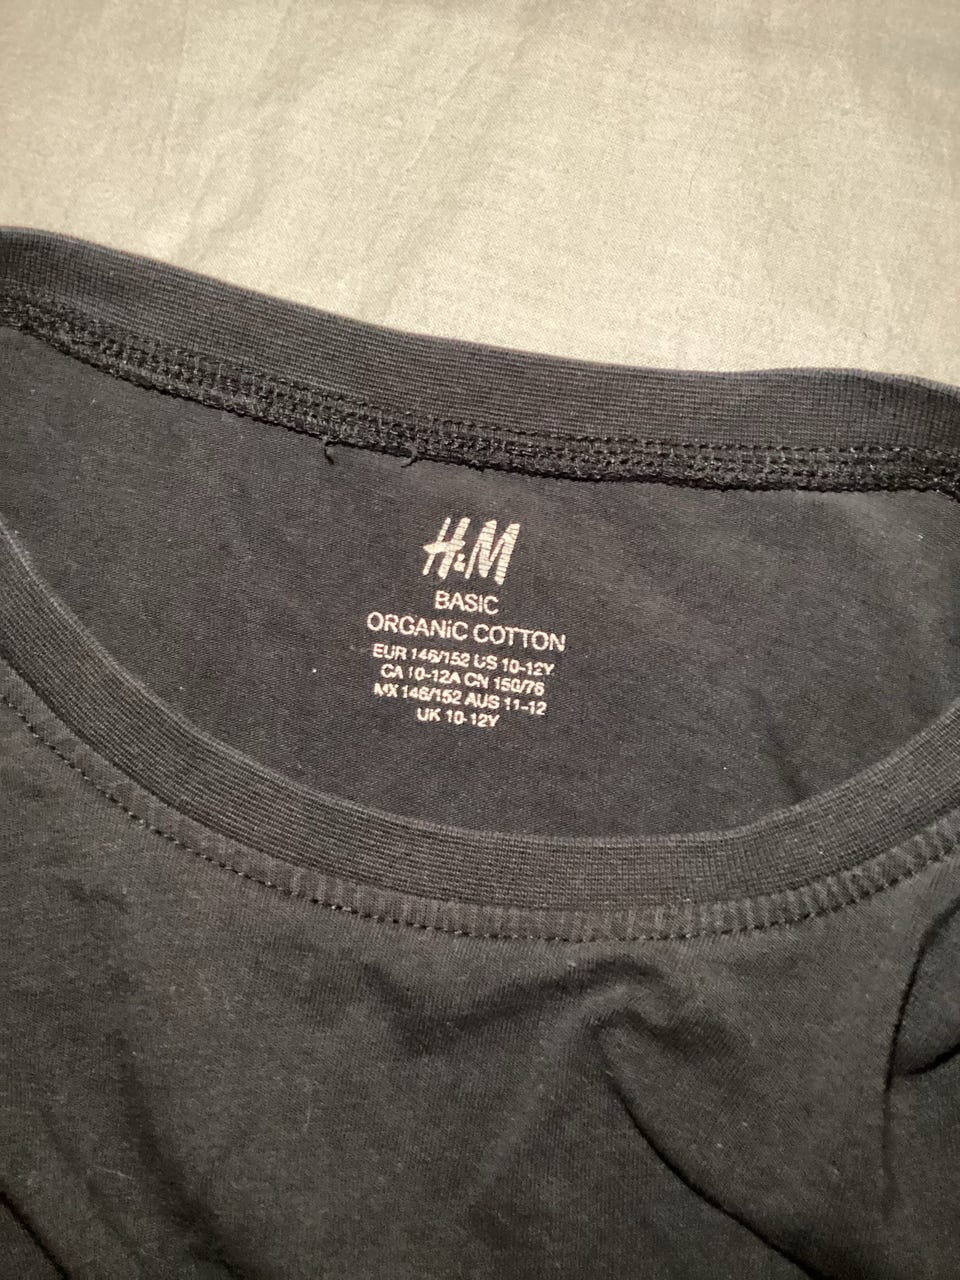 H&M
BASIC
ORGANiC COTTON
EUR 146/152 US 10-12Y
CA 10-12A CN 150/76
MX 146/152 AUS 11-12
UK 10-12Y